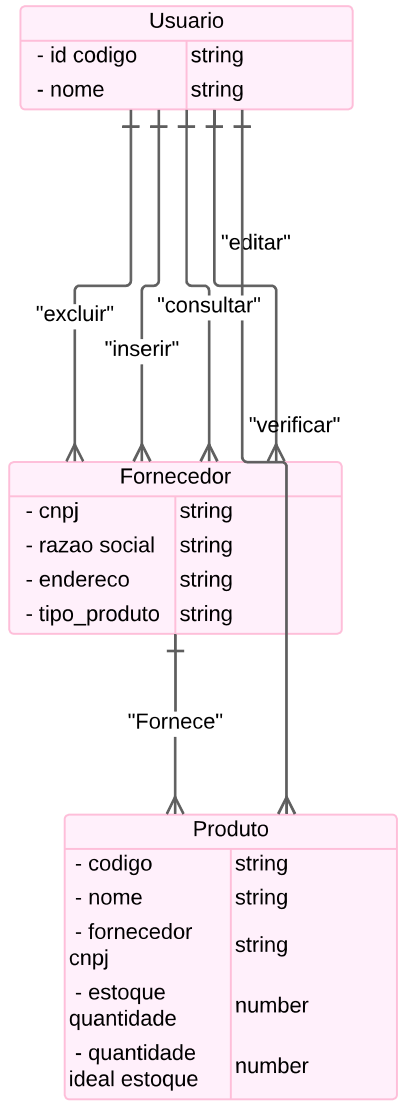 Usuario
- id codigo string
- nome string
"editar"
"excluir"
"consultar"
"inserir"
"verificar"
Fornecedor
- cnpj string
- razao social string
- endereco string
- tipo_produto string
"Fornece"
Produto
- codigo string
- nome string
- fornecedor
cnpj string
- estoque
quantidade number
- quantidade
ideal estoque number